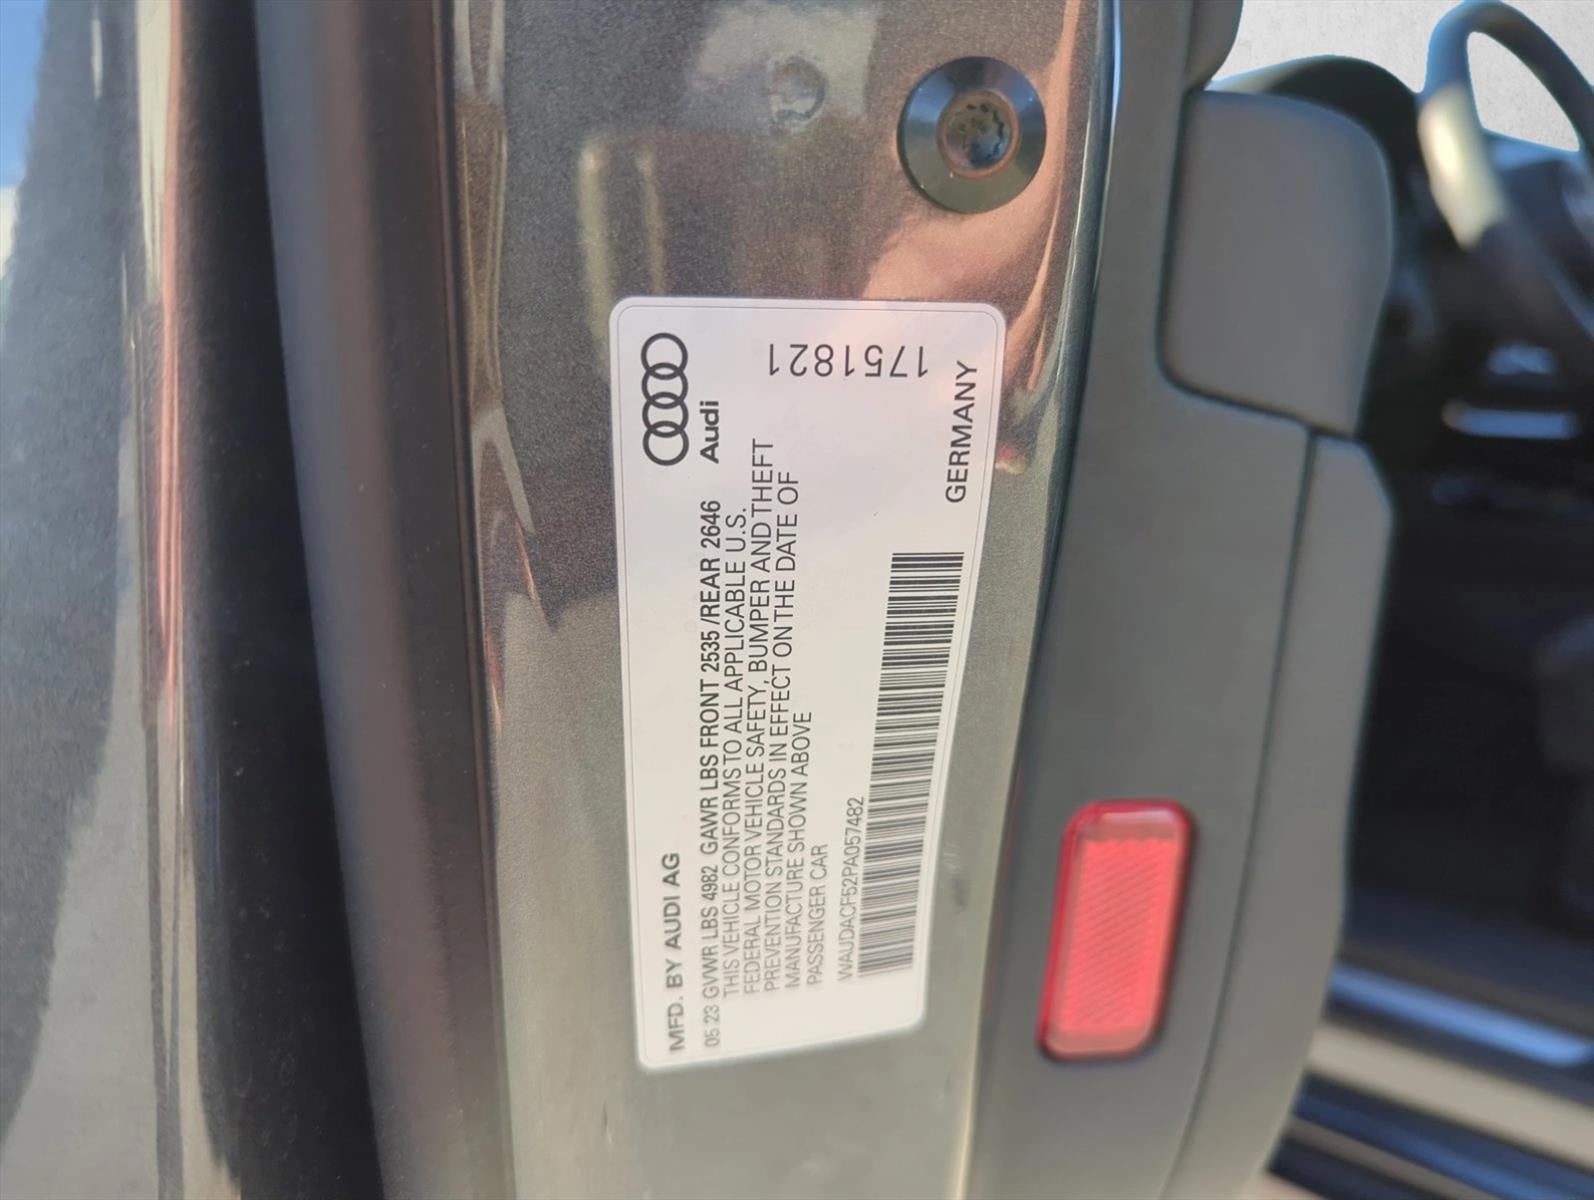 MFD. BY AUDI AG
05 23 GVWR LBS 4982 GAWR LBS FRONT 2535 /REAR 2646
THIS VEHICLE CONFORMS TO ALL APPLICABLE U.S.
FEDERAL MOTOR VEHICLE SAFETY, BUMPER AND THEFT
PREVENTION STANDARDS IN EFFECT ON THE DATE OF
MANUFACTURE SHOWN ABOVE
PASSENGER CAR
WAUDACF52PA057482
Audi
GERMANY
1751821